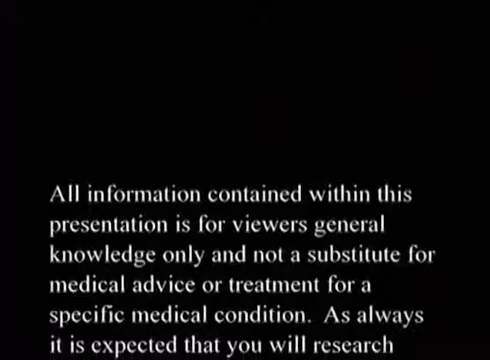 All information contained within this
presentation is for viewers general
knowledge only and not a substitute for
medical advice or treatment for a
specific medical condition.  As always
it is expected that you will research